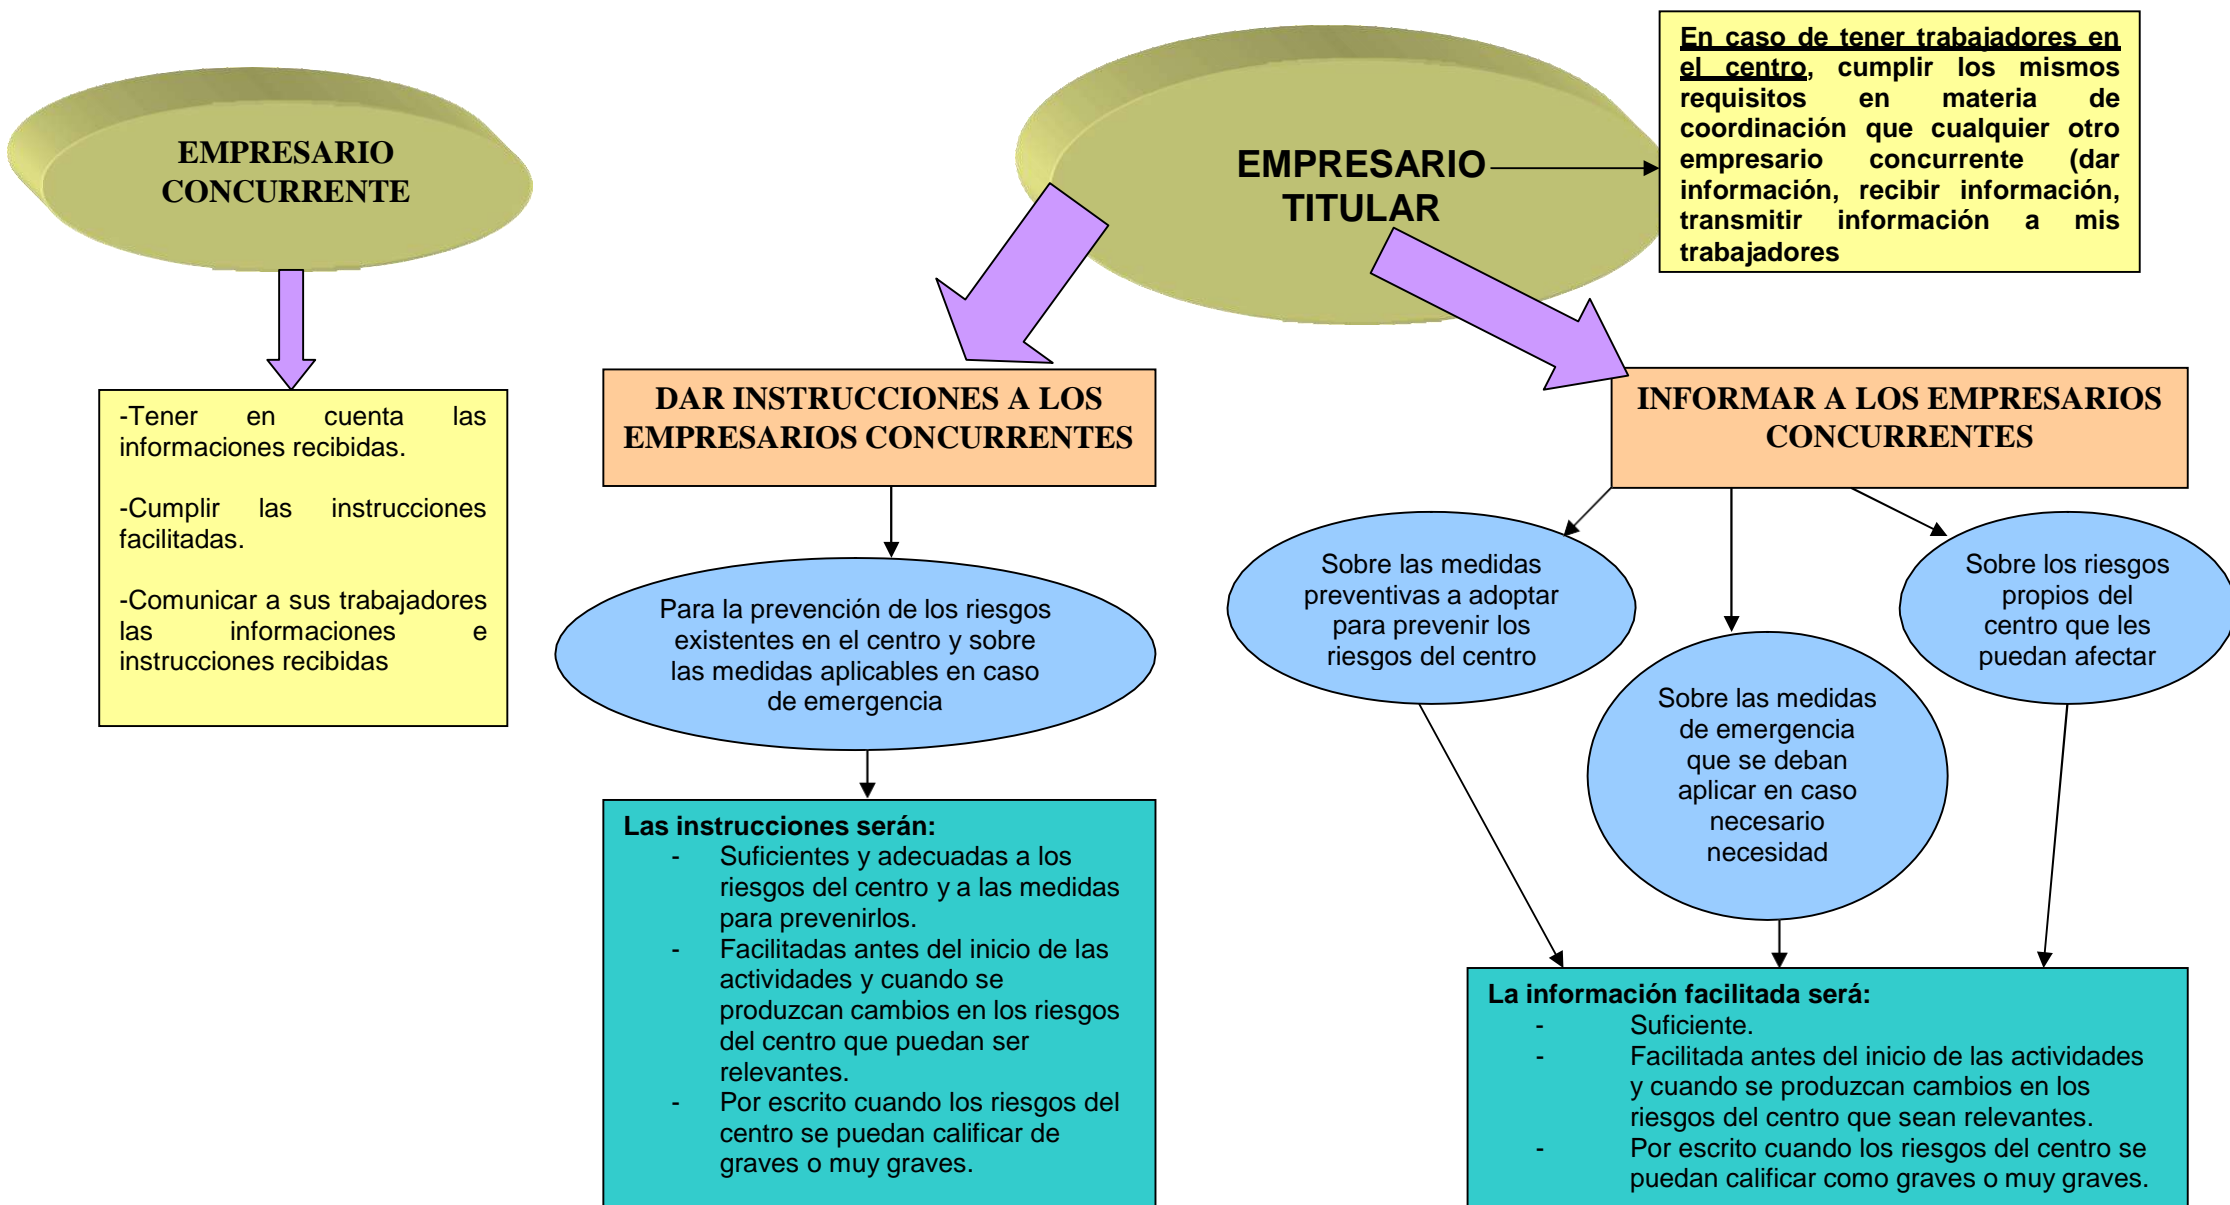 EMPRESARIO
CONCURRENTE
-Tener en cuenta las
informaciones recibidas.
-Cumplir las instrucciones
facilitadas.
-Comunicar a sus trabajadores
las informaciones e
instrucciones recibidas
EMPRESARIO
TITULAR
En caso de tener trabajadores en
el centro, cumplir los mismos
requisitos en materia de
coordinación que cualquier otro
empresario concurrente (dar
información, recibir información,
transmitir información a mis
trabajadores
DAR INSTRUCCIONES A LOS
EMPRESARIOS CONCURRENTES
Para la prevención de los riesgos
existentes en el centro y sobre
las medidas aplicables en caso
de emergencia
Las instrucciones serán:
- Suficientes y adecuadas a los
riesgos del centro y a las medidas
para prevenirlos.
- Facilitadas antes del inicio de las
actividades y cuando se
produzcan cambios en los riesgos
del centro que puedan ser
relevantes.
- Por escrito cuando los riesgos del
centro se puedan calificar de
graves o muy graves.
INFORMAR A LOS EMPRESARIOS
CONCURRENTES
Sobre las medidas
preventivas a adoptar
para prevenir los
riesgos del centro
Sobre las medidas
de emergencia
que se deban
aplicar en caso
necesario
necesidad
Sobre los riesgos
propios del
centro que les
puedan afectar
La información facilitada será:
- Suficiente.
- Facilitada antes del inicio de las actividades
y cuando se produzcan cambios en los
riesgos del centro que sean relevantes.
- Por escrito cuando los riesgos del centro se
puedan calificar como graves o muy graves.